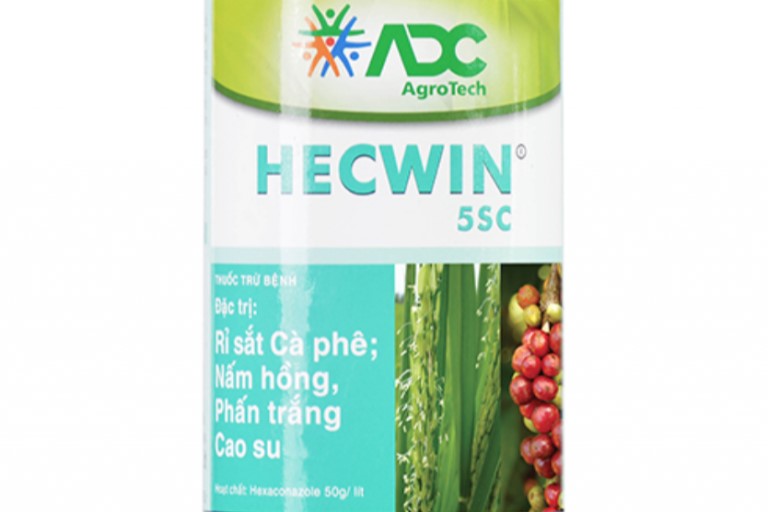 ADC
AgroTech
HECWIN®
5SC
THUỐC TRỪ BỆNH
Đặc trị:
Rỉ sắt Cà phê;
Nấm hồng,
Phấn trắng
Cao su
Hoạt chất: Hexaconazole 50g/ lít